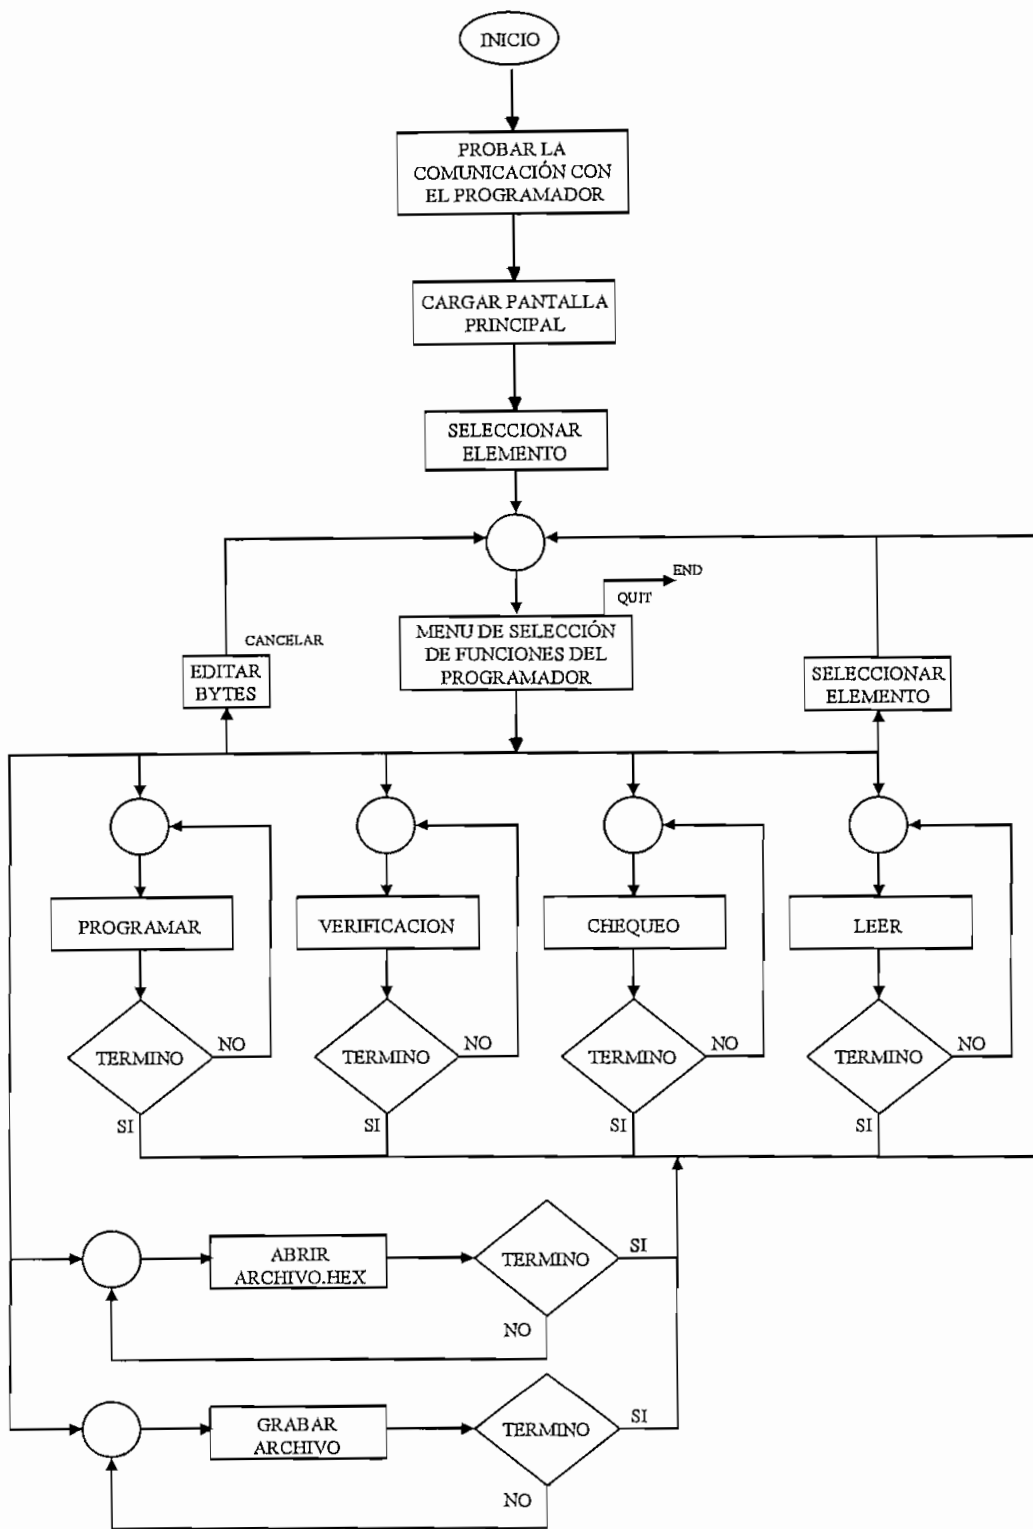 INICIO
PROBAR LA
COMUNICACIÓN CON
EL PROGRAMADOR
CARGAR PANTALLA
PRINCIPAL
SELECCIONAR
ELEMENTO
END
QUIT
MENU DE SELECCIÓN
DE FUNCIONES DEL
PROGRAMADOR
CANCELAR
EDITAR
BYTES
SELECCIONAR
ELEMENTO
PROGRAMAR
VERIFICACION
CHEQUEO
LEER
TERMINO
NO
TERMINO
NO
TERMINO
NO
TERMINO
NO
SI
SI
SI
SI
ABRIR
ARCHIVO.HEX
TERMINO
SI
NO
GRABAR
ARCHIVO
TERMINO
SI
NO